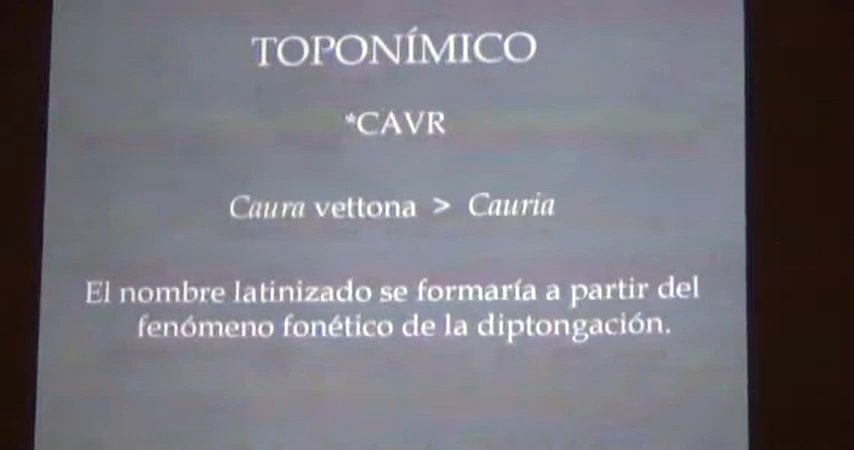 TOPONÍMICO
*CAVR
Caura vettona > Cauria
El nombre latinizado se formaría a partir del
fenómeno fonético de la diptongación.